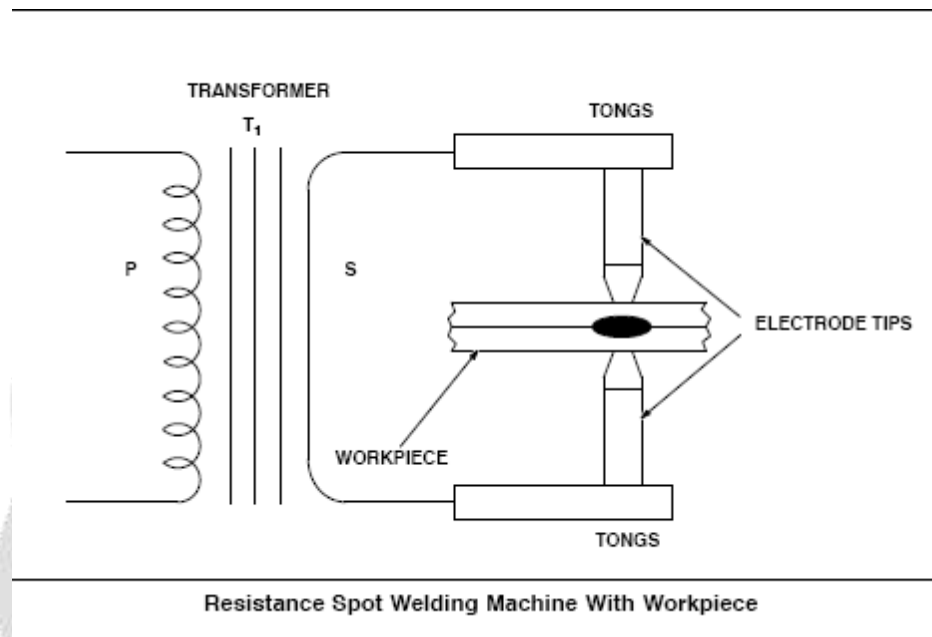 TRANSFORMER
T₁
TONGS
P
S
ELECTRODE TIPS
WORKPIECE
TONGS
Resistance Spot Welding Machine With Workpiece